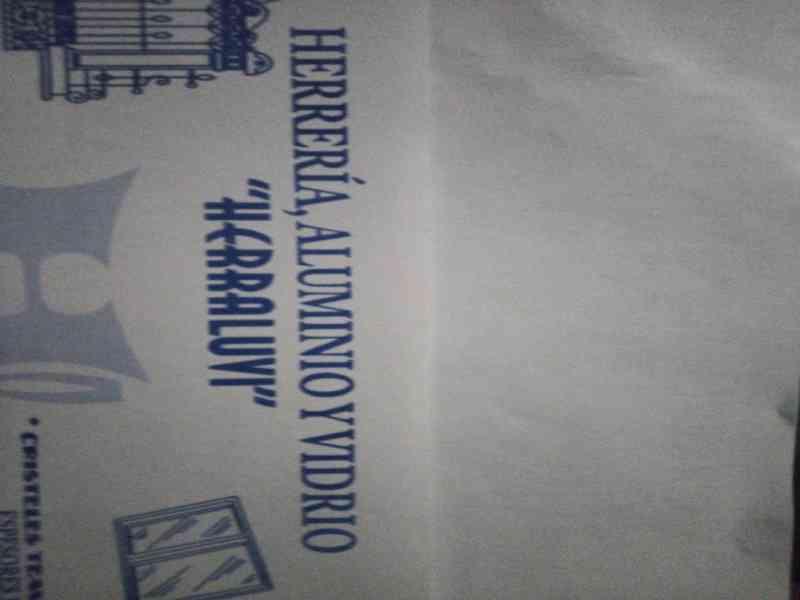 HERRERÍA, ALUMINIO Y VIDRIO
"HERRALUVI"